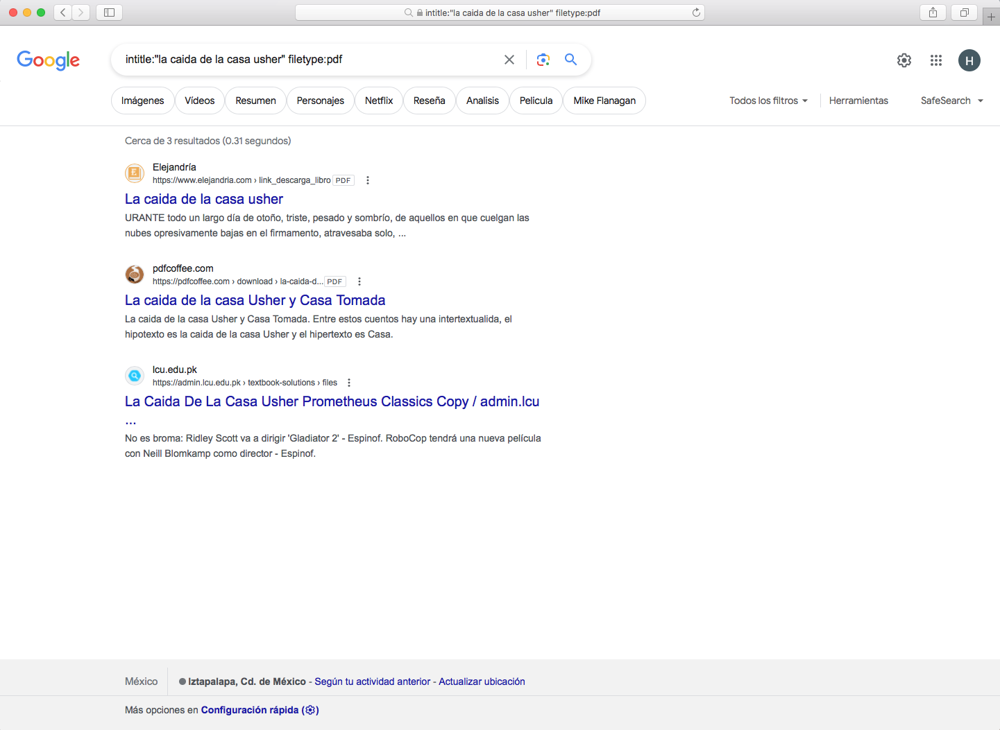 intitle:"la caida de la casa usher" filetype:pdf
Google
intitle:"la caida de la casa usher" filetype:pdf
H
Imágenes
Vídeos
Resumen
Personajes
Netflix
Reseña
Analisis
Pelicula
Mike Flanagan
Todos los filtros
Herramientas
SafeSearch
Cerca de 3 resultados (0.31 segundos)
Elejandría
https://www.elejandria.com › link_descarga_libro PDF
La caida de la casa usher
URANTE todo un largo día de otoño, triste, pesado y sombrío, de aquellos en que cuelgan las
nubes opresivamente bajas en el firmamento, atravesaba solo, ...
pdfcoffee.com
https://pdfcoffee.com › download › la-caida-d... PDF
La caida de la casa Usher y Casa Tomada
La caida de la casa Usher y Casa Tomada. Entre estos cuentos hay una intertextualida, el
hipotexto es la caida de la casa Usher y el hipertexto es Casa.
lcu.edu.pk
https://admin.lcu.edu.pk › textbook-solutions › files
La Caida De La Casa Usher Prometheus Classics Copy / admin.lcu
...
No es broma: Ridley Scott va a dirigir 'Gladiator 2' - Espinof. RoboCop tendrá una nueva película
con Neill Blomkamp como director - Espinof.
México
Iztapalapa, Cd. de México - Según tu actividad anterior - Actualizar ubicación
Más opciones en Configuración rápida ( )